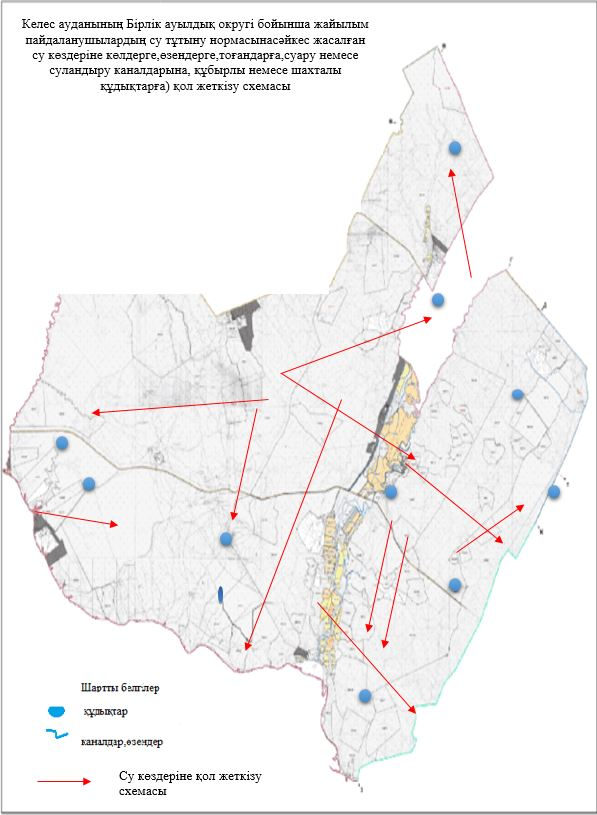 Келес ауданының Бірлік ауылдық округі бойынша жайылым
пайдаланушылардың су тұтыну нормасынасәйкес жасалған
су көздеріне көлдерге,өзендерге,тоғандарға,суару немесе
суландыру каналдарына, құбырлы немесе шахталы
құдықтарға) қол жеткізу схемасы
Шартты белгілер
құдықтар
каналдар,өзендер
Су көздеріне қол жеткізу
схемасы